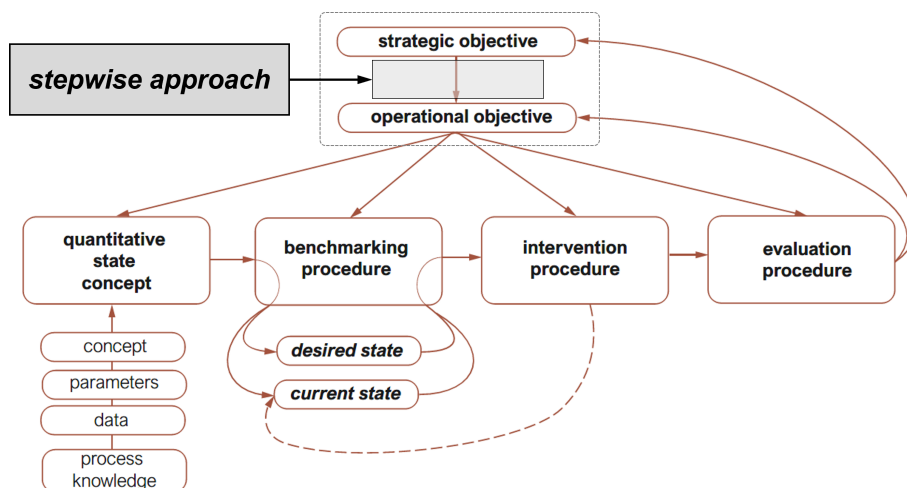 strategic objective
stepwise approach
operational objective
quantitative
state
concept
benchmarking
procedure
intervention
procedure
evaluation
procedure
concept
parameters
data
process
knowledge
desired state
current state